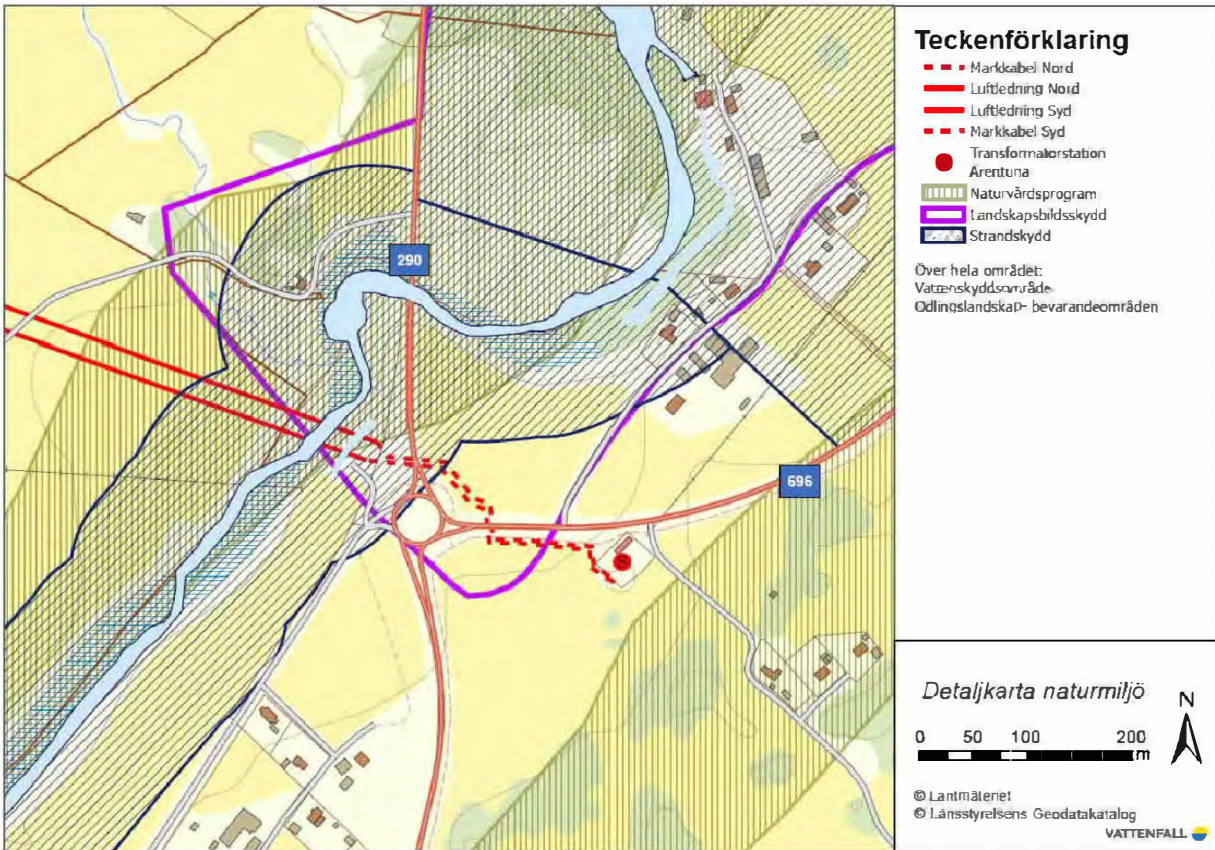 290
696
Teckenförklaring
Markkabel Nord
Luftledning Nord
Luftledning Syd
Markkabel Syd
Transformatorstation
Ärentuna
Naturvårdsprogram
Landskapsbildsskydd
Strandskydd
Över hela området:
Vattenskyddsområde
Odlingslandskap- bevarandeområden
Detaljkarta naturmiljö
N
0 50 100 200
m
© Lantmäteriet
© Länsstyrelsens Geodatakatalog
VATTENFALL